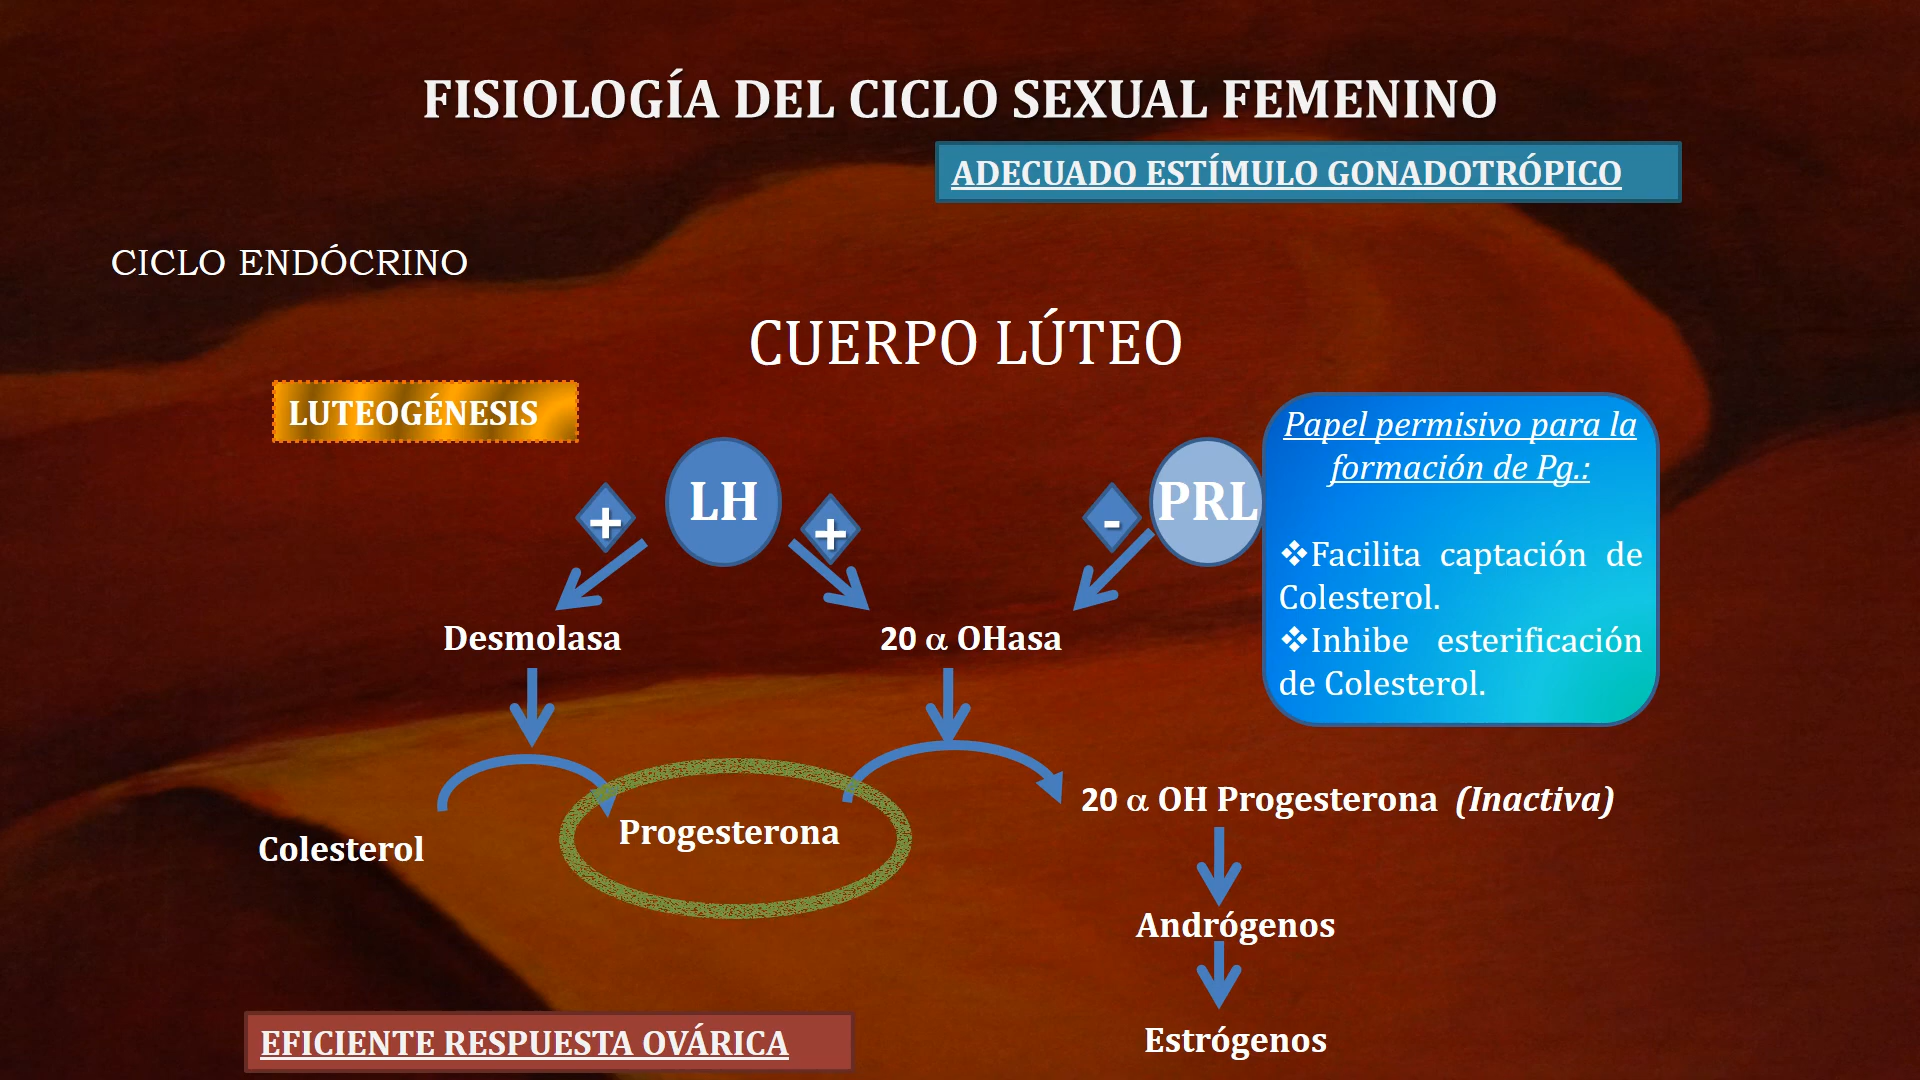 FISIOLOGÍA DEL CICLO SEXUAL FEMENINO
ADECUADO ESTÍMULO GONADOTRÓPICO
CICLO ENDÓCRINO
CUERPO LÚTEO
LUTEOGÉNESIS
LH
PRL
+
+
-
Papel permisivo para la
formación de Pg.:
❖Facilita captación de
Colesterol.
❖Inhibe esterificación
de Colesterol.
Desmolasa
20 α OHasa
Colesterol
Progesterona
20 α OH Progesterona (Inactiva)
Andrógenos
Estrógenos
EFICIENTE RESPUESTA OVÁRICA